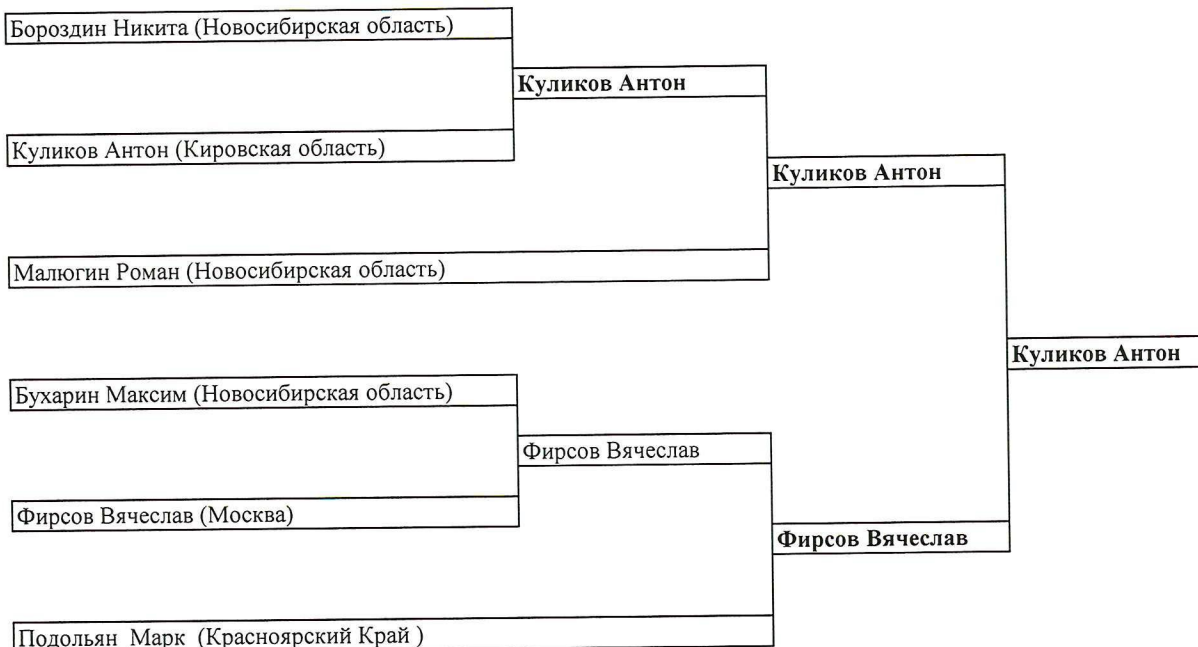 Бороздин Никита (Новосибирская область)
Куликов Антон
Куликов Антон (Кировская область)
Куликов Антон
Малюгин Роман (Новосибирская область)
Куликов Антон
Бухарин Максим (Новосибирская область)
Фирсов Вячеслав
Фирсов Вячеслав (Москва)
Фирсов Вячеслав
Подольян Марк (Красноярский Край )